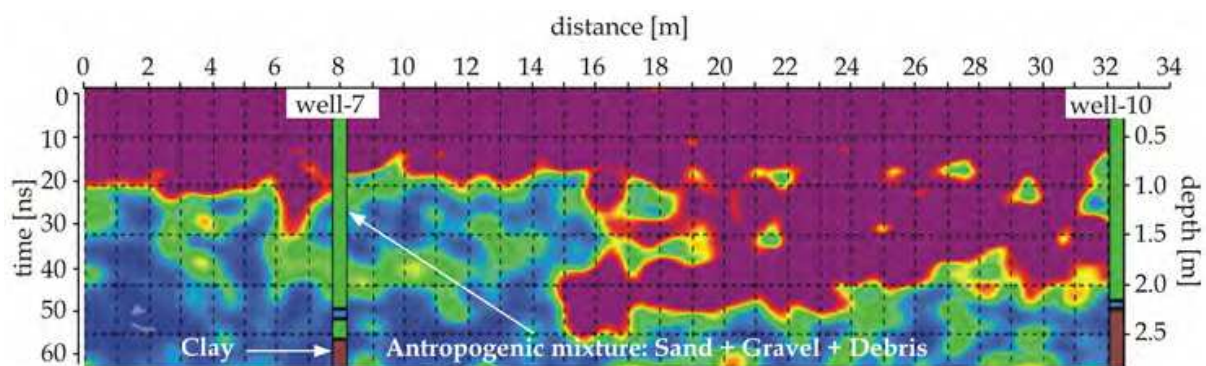 distance [m]
0 2 4 6 8 10 12 14 16 18 20 22 24 26 28 30 32 34
well-7 well-10
0
10 0.5
20 1.0
30 1.5
40 2.0
50 2.5
60
time [ns]
depth [m]
Clay Antropogenic mixture: Sand + Gravel + Debris